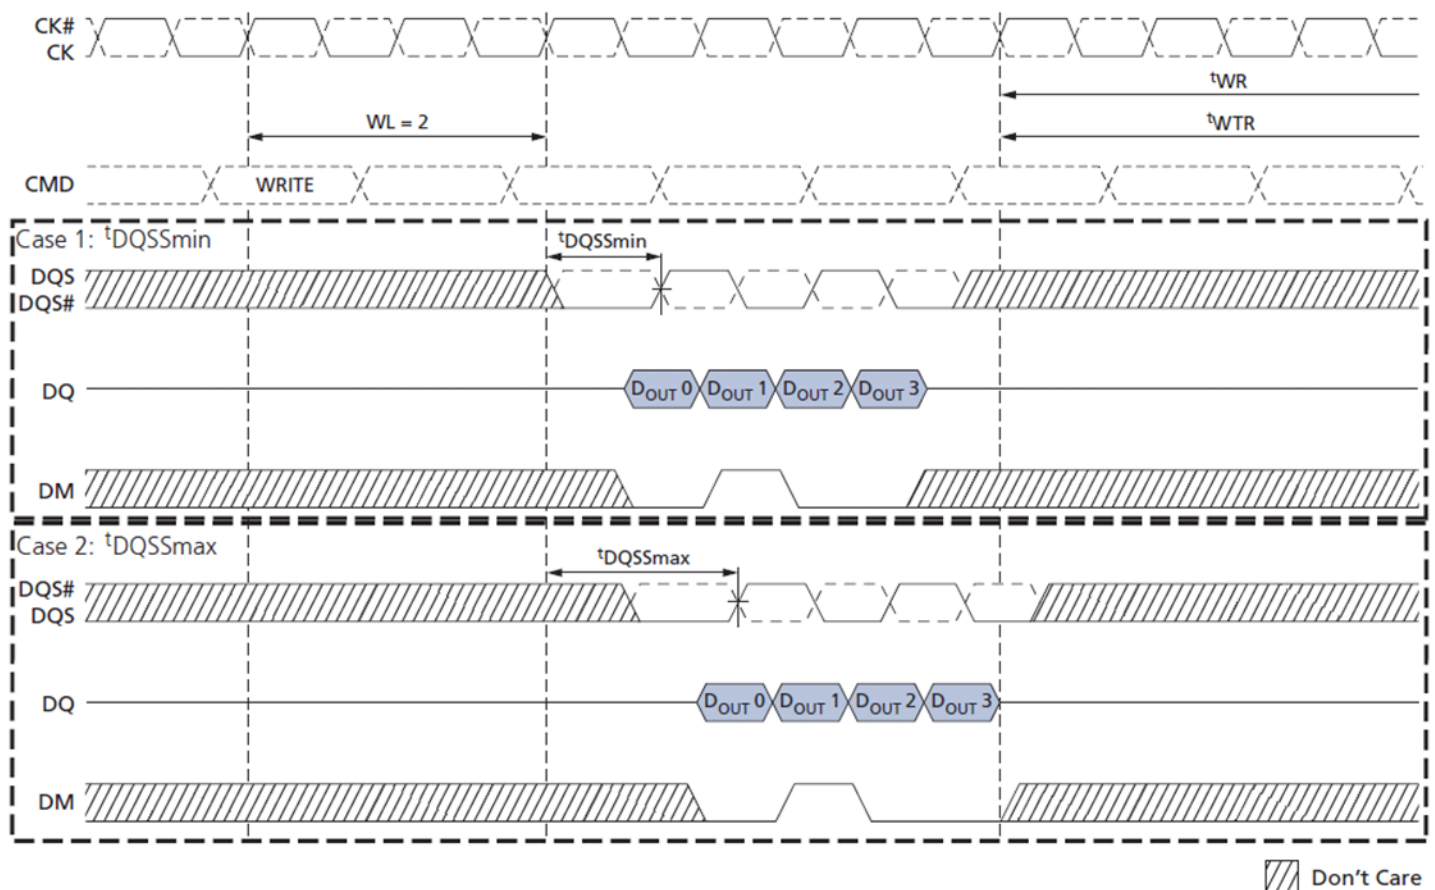 CK#
CK
tWR
WL = 2
tWTR
CMD
WRITE
Case 1: tDQSSmin
tDQSSmin
DQS
DQS#
DQ
DOUT 0 DOUT 1 DOUT 2 DOUT 3
DM
Case 2: tDQSSmax
tDQSSmax
DQS#
DQS
DQ
DOUT 0 DOUT 1 DOUT 2 DOUT 3
DM
Don't Care